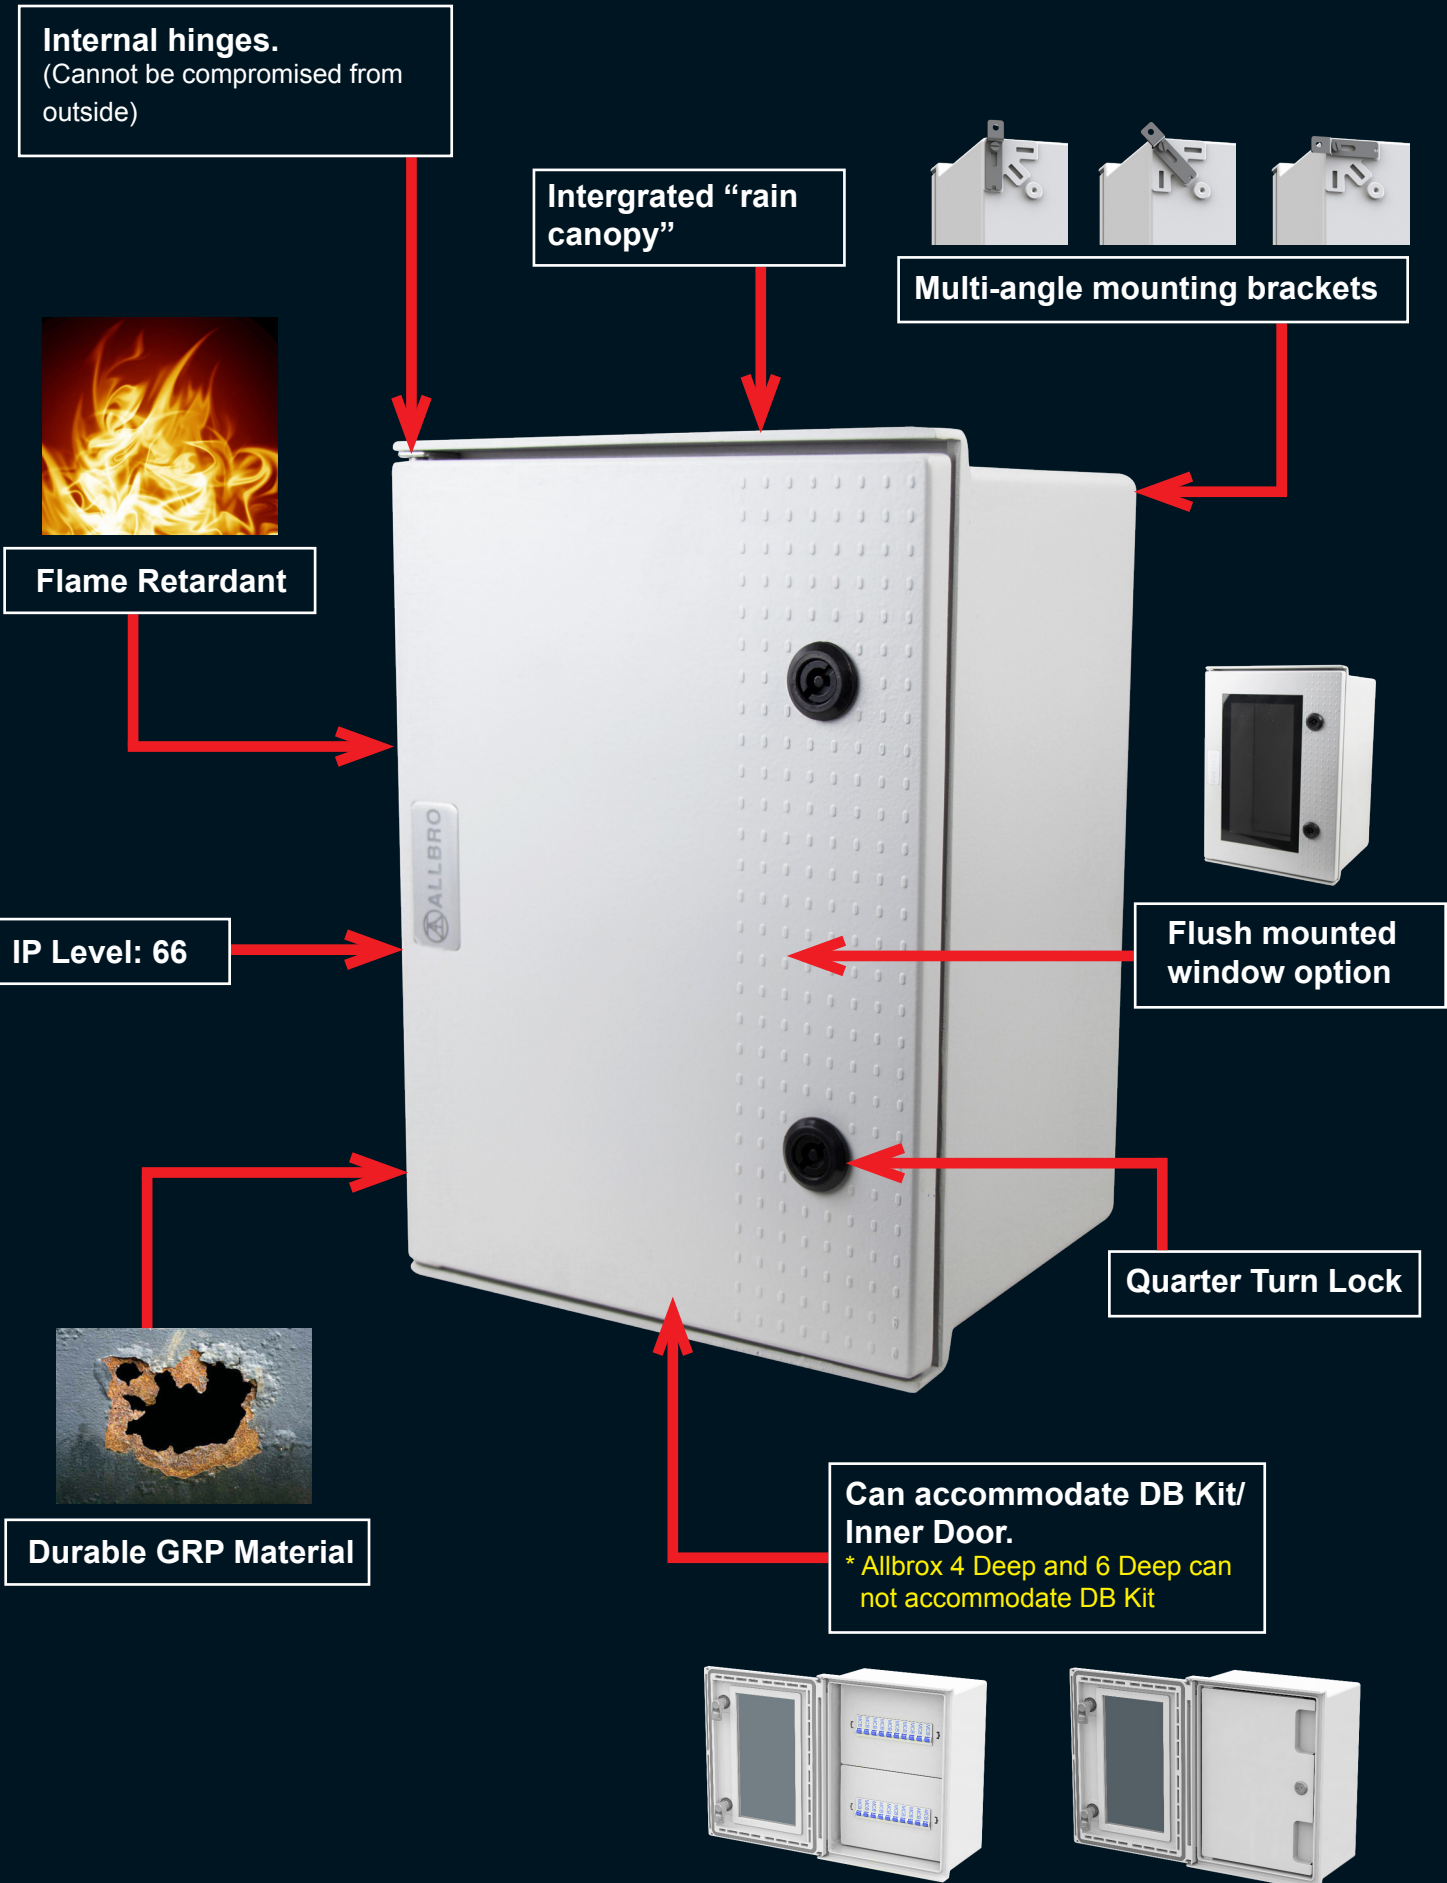 Internal hinges.
(Cannot be compromised from
outside)
Intergrated “rain
canopy”
Multi-angle mounting brackets
Flame Retardant
ALLBRO
IP Level: 66
Flush mounted
window option
Quarter Turn Lock
Durable GRP Material
Can accommodate DB Kit/
Inner Door.
* Allbrox 4 Deep and 6 Deep can
not accommodate DB Kit